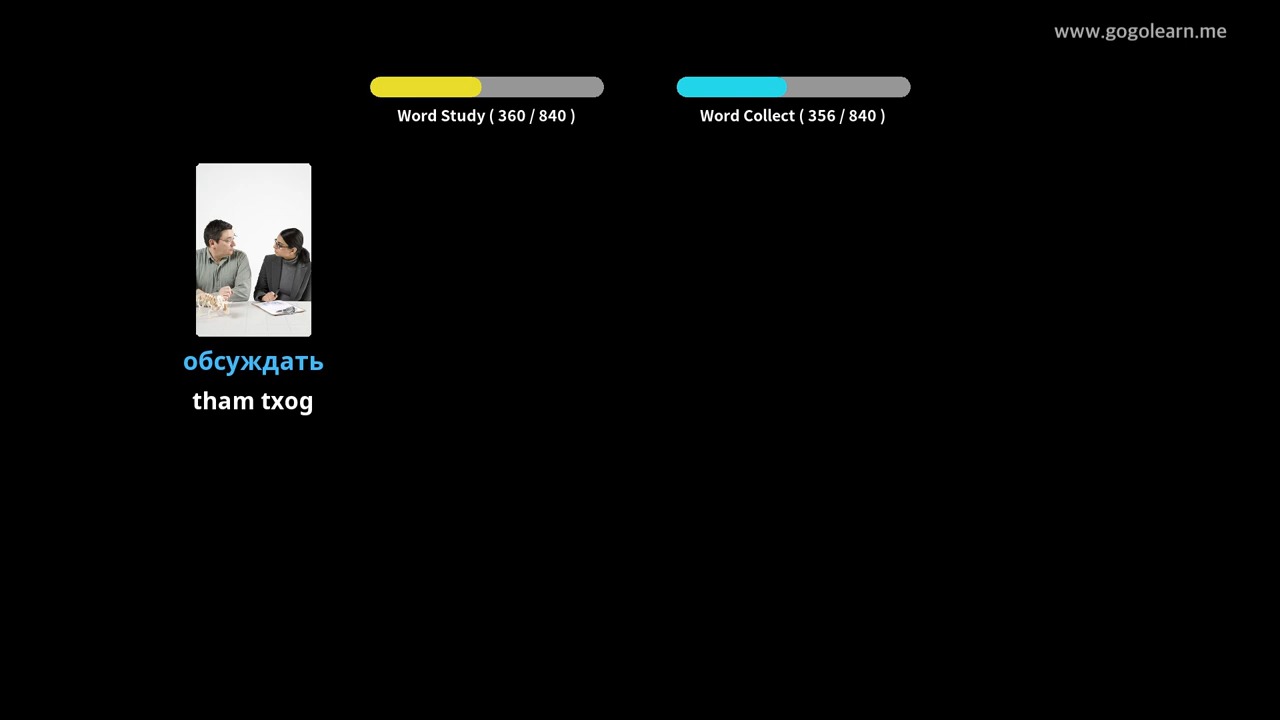 www.gogolearn.me
Word Study ( 360 / 840 )
Word Collect ( 356 / 840 )
обсуждать
tham txog